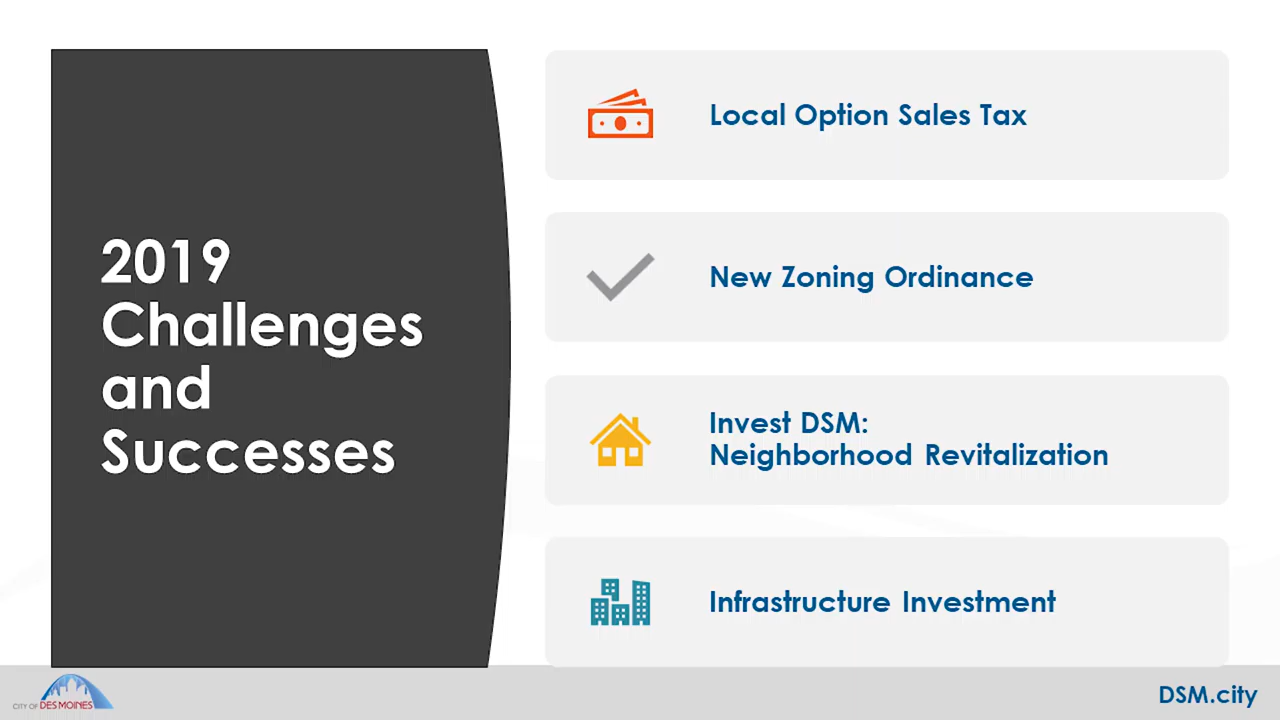 2019
Challenges
and
Successes
Local Option Sales Tax
New Zoning Ordinance
Invest DSM:
Neighborhood Revitalization
Infrastructure Investment
CITY OF DES MOINES
DSM.city